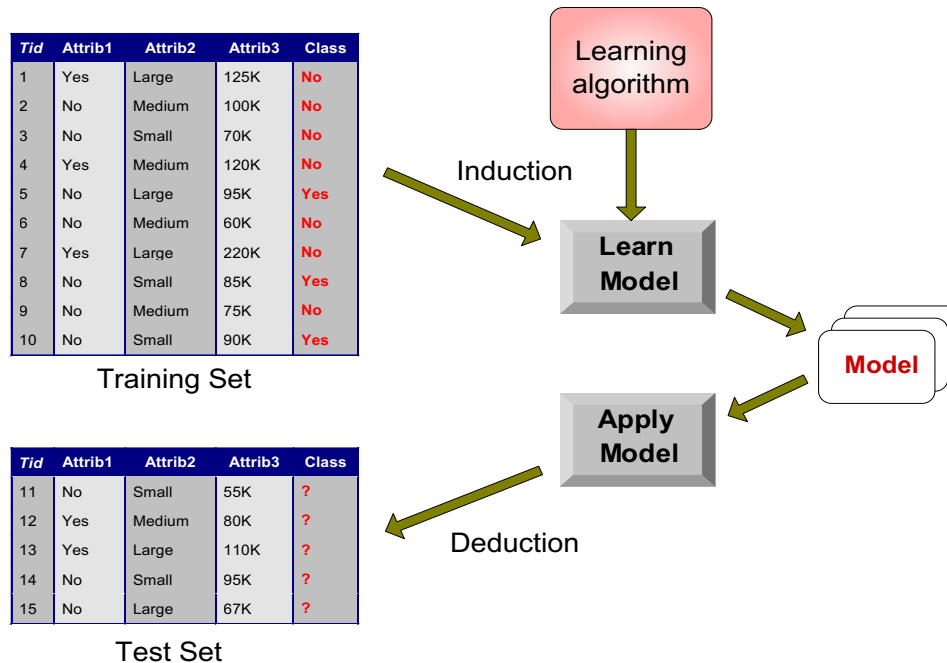 Tid Attrib1 Attrib2 Attrib3 Class
1 Yes Large 125K No
2 No Medium 100K No
3 No Small 70K No
4 Yes Medium 120K No
5 No Large 95K Yes
6 No Medium 60K No
7 Yes Large 220K No
8 No Small 85K Yes
9 No Medium 75K No
10 No Small 90K Yes
Training Set
Learning
algorithm
Induction
Learn
Model
Model
Apply
Model
Deduction
Tid Attrib1 Attrib2 Attrib3 Class
11 No Small 55K ?
12 Yes Medium 80K ?
13 Yes Large 110K ?
14 No Small 95K ?
15 No Large 67K ?
Test Set